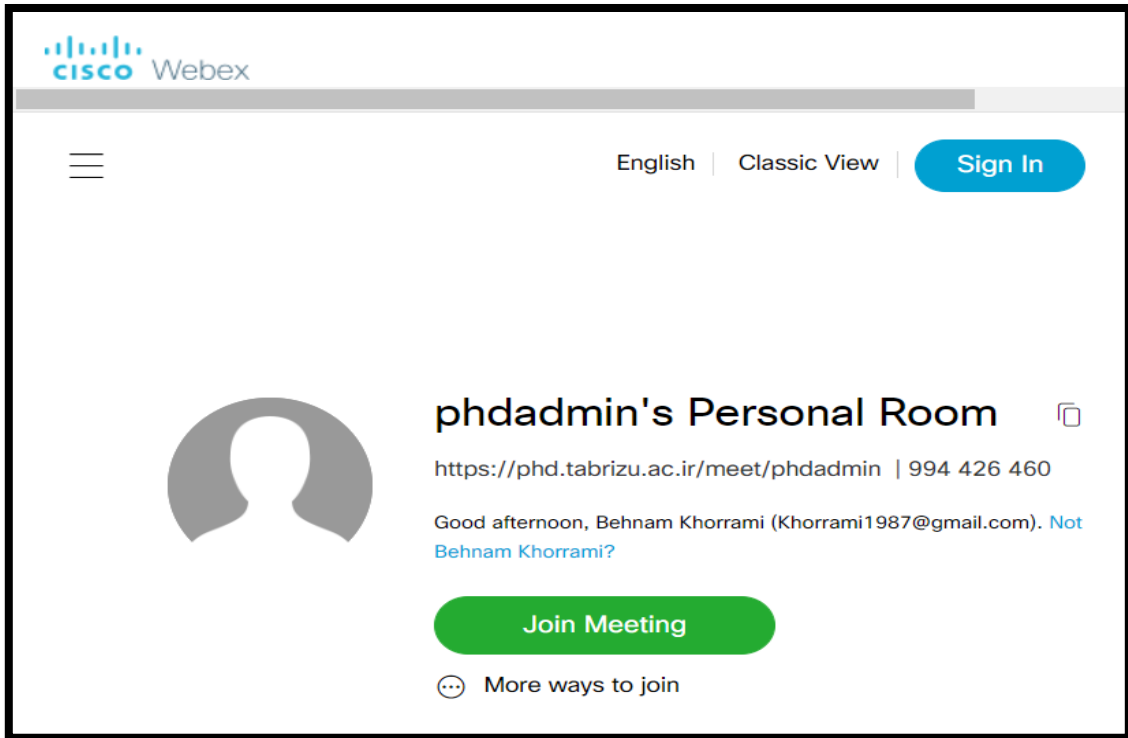 CISCO Webex
English | Classic View | Sign In
phdadmin's Personal Room
https://phd.tabrizu.ac.ir/meet/phdadmin | 994 426 460
Good afternoon, Behnam Khorrami (Khorrami1987@gmail.com). Not
Behnam Khorrami?
Join Meeting
More ways to join